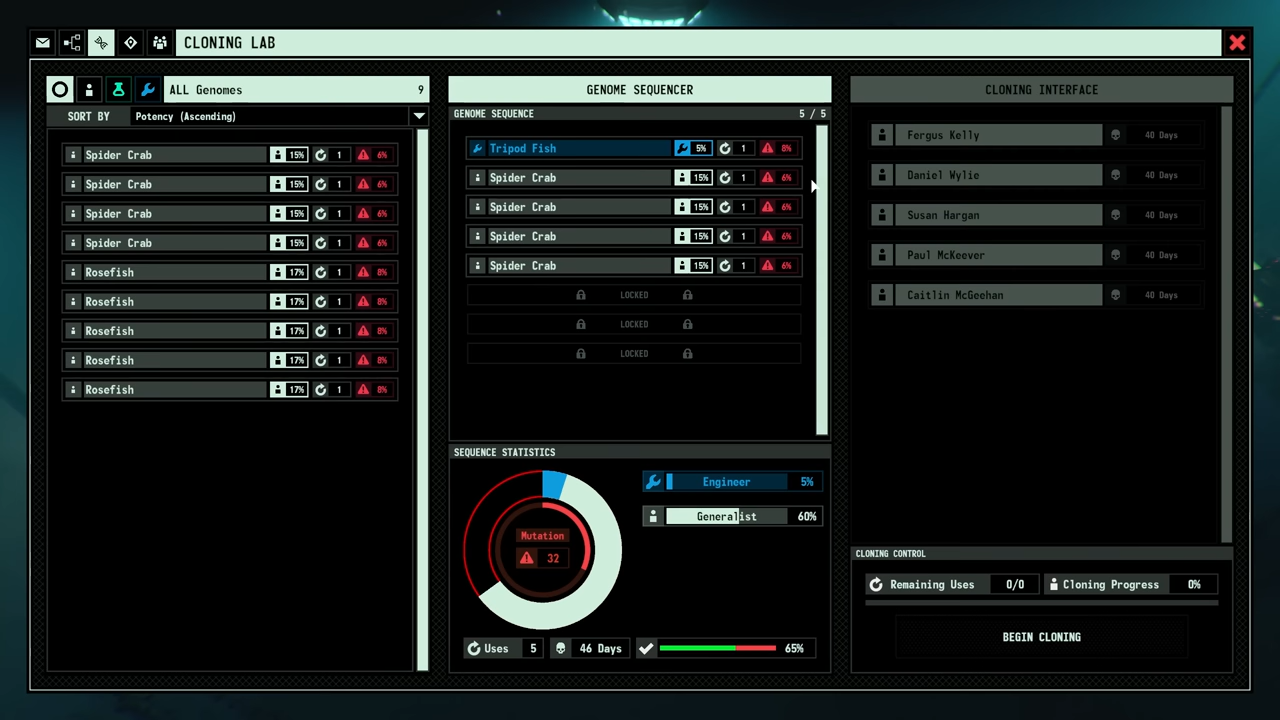 CLONING LAB
ALL Genomes 9
SORT BY Potency (Ascending)
Spider Crab 15% 1 6%
Spider Crab 15% 1 6%
Spider Crab 15% 1 6%
Spider Crab 15% 1 6%
Rosefish 17% 1 8%
Rosefish 17% 1 8%
Rosefish 17% 1 8%
Rosefish 17% 1 8%
Rosefish 17% 1 8%
GENOME SEQUENCER
GENOME SEQUENCE 5 / 5
Tripod Fish 5% 1 8%
Spider Crab 15% 1 6%
Spider Crab 15% 1 6%
Spider Crab 15% 1 6%
Spider Crab 15% 1 6%
LOCKED
LOCKED
LOCKED
SEQUENCE STATISTICS
Mutation
32
Engineer 5%
Generalist 60%
Uses 5 46 Days 65%
CLONING INTERFACE
Fergus Kelly 40 Days
Daniel Wylie 40 Days
Susan Hargan 40 Days
Paul McKeever 40 Days
Caitlin McGeehan 40 Days
CLONING CONTROL
Remaining Uses 0/0 Cloning Progress 0%
BEGIN CLONING